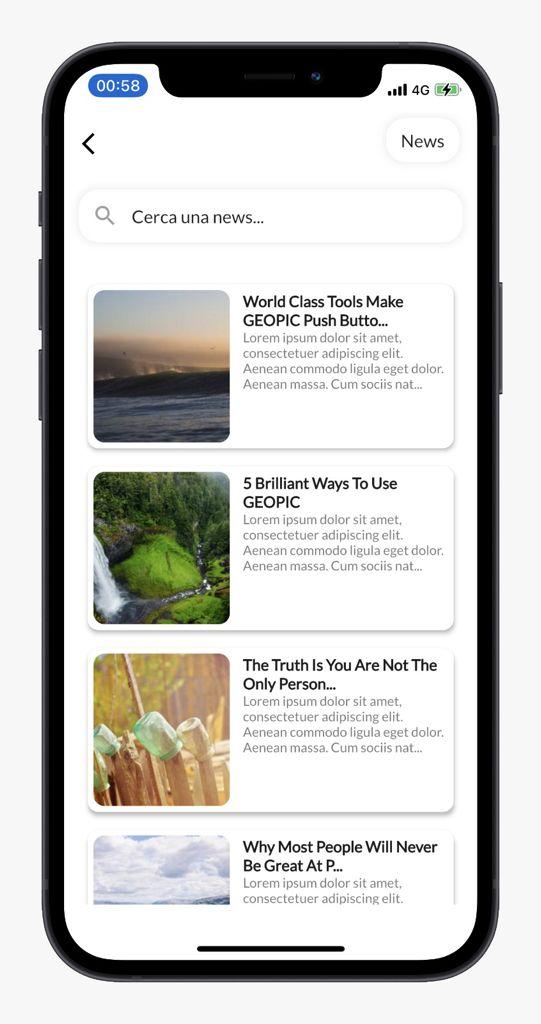 00:58
4G
News
Cerca una news...
World Class Tools Make
GEOPIC Push Butto...
Lorem ipsum dolor sit amet,
consectetuer adipiscing elit.
Aenean commodo ligula eget dolor.
Aenean massa. Cum sociis nat...
5 Brilliant Ways To Use
GEOPIC
Lorem ipsum dolor sit amet,
consectetuer adipiscing elit.
Aenean commodo ligula eget dolor.
Aenean massa. Cum sociis nat...
The Truth Is You Are Not The
Only Person...
Lorem ipsum dolor sit amet,
consectetuer adipiscing elit.
Aenean commodo ligula eget dolor.
Aenean massa. Cum sociis nat...
Why Most People Will Never
Be Great At P...
Lorem ipsum dolor sit amet,
consectetuer adipiscing elit.